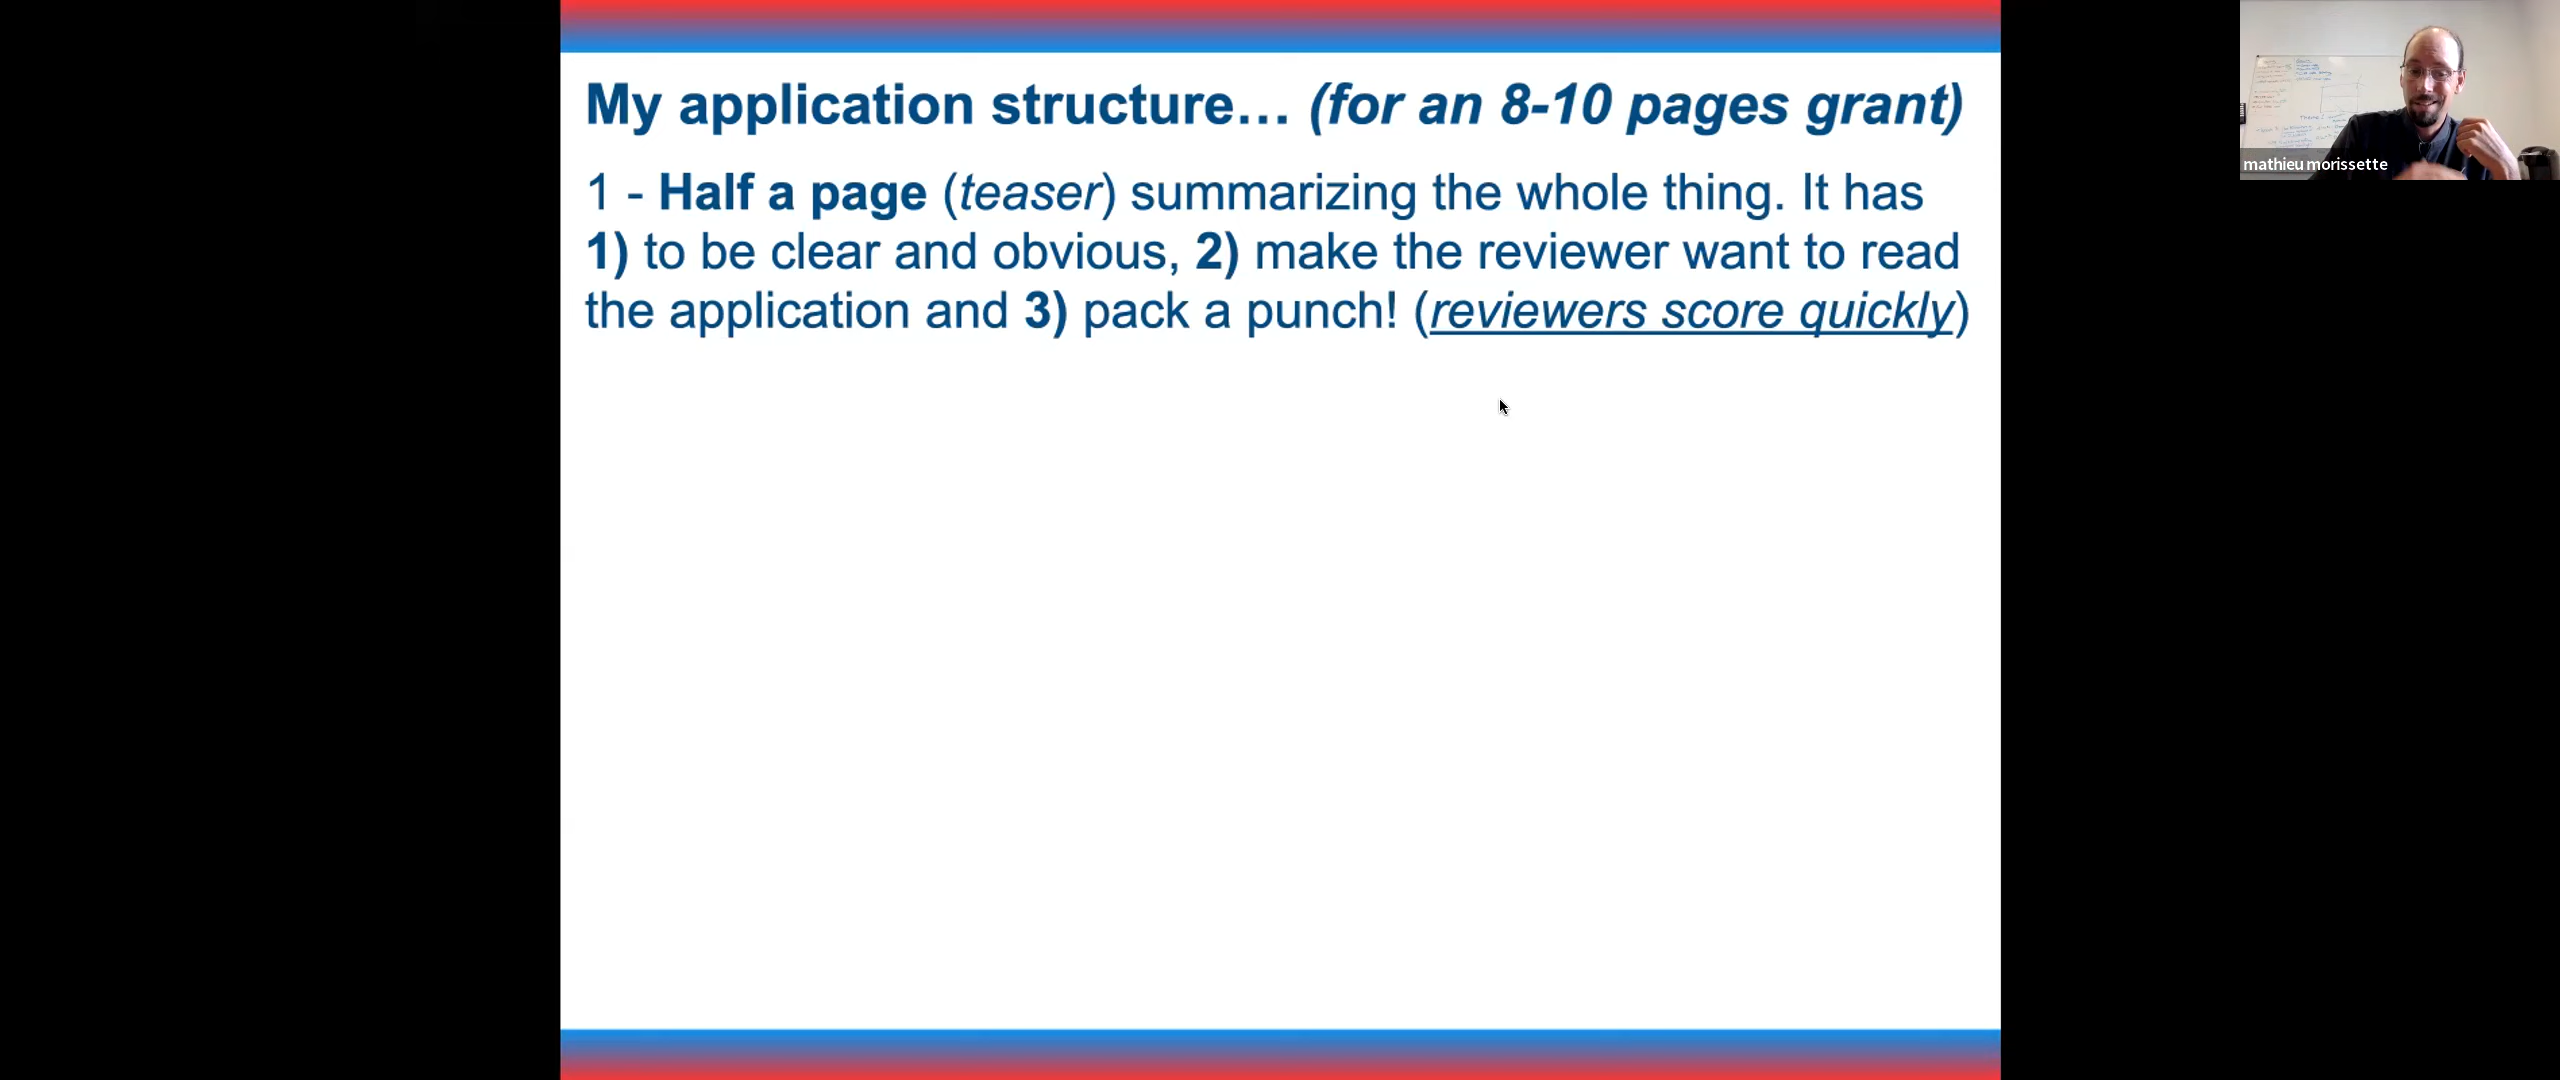 My application structure… (for an 8-10 pages grant)
1 - Half a page (teaser) summarizing the whole thing. It has
1) to be clear and obvious, 2) make the reviewer want to read
the application and 3) pack a punch! (reviewers score quickly)
mathieu morissette